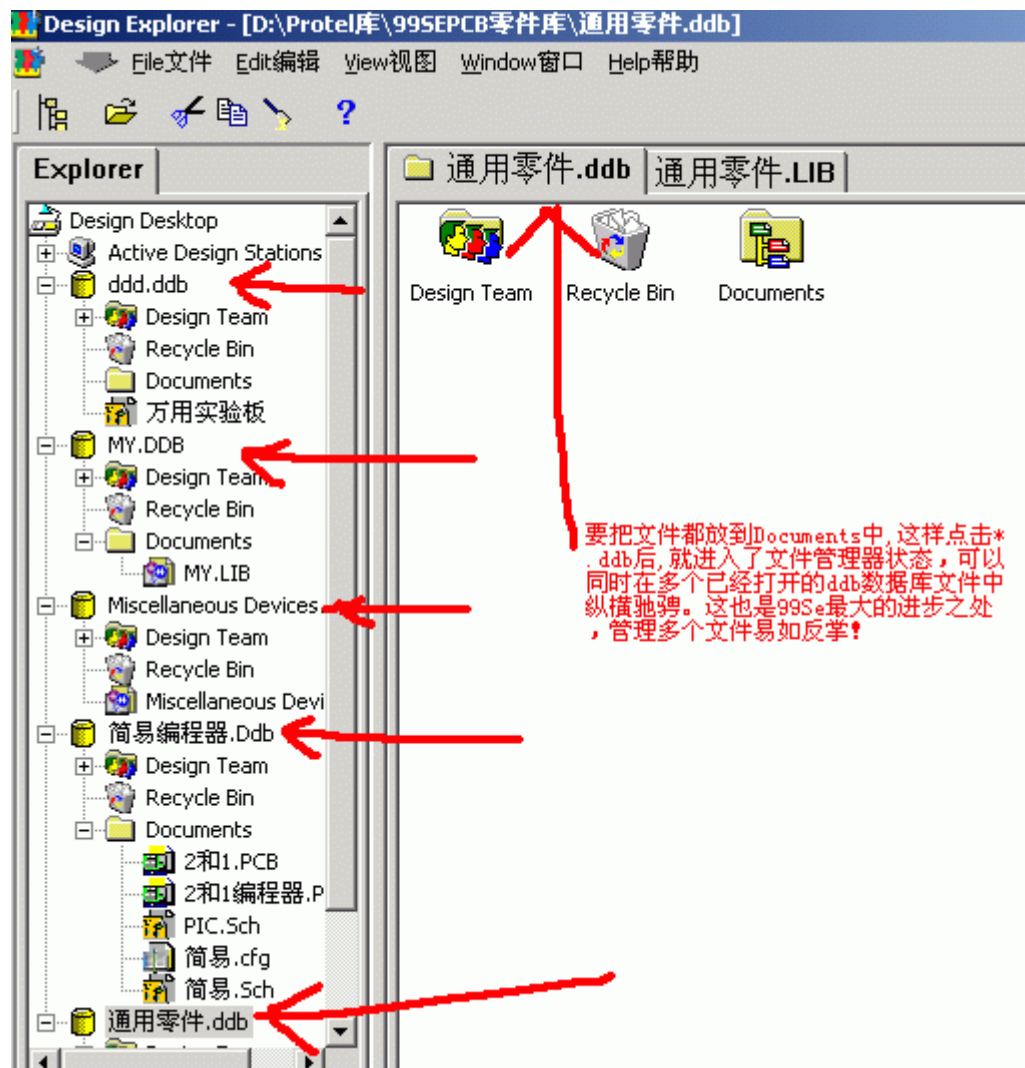 Design Explorer - [D:\Protel库\99SEPCB零件库\通用零件.ddb]
File文件 Edit编辑 View视图 Window窗口 Help帮助
Explorer
通用零件.ddb 通用零件.LIB
Design Desktop
Active Design Stations
ddd.ddb
Design Team
Recycle Bin
Documents
万用实验板
MY.DDB
Design Team
Recycle Bin
Documents
MY.LIB
Miscellaneous Devices.
Design Team
Recycle Bin
Miscellaneous Devi
简易编程器.Ddb
Design Team
Recycle Bin
Documents
2和1.PCB
2和1编程器.P
PIC.Sch
简易.cfg
简易.Sch
通用零件.ddb
Design Team Recycle Bin Documents
要把文件都放到Documents中,这样点击*
.ddb后,就进入了文件管理器状态，可以
同时在多个已经打开的ddb数据库文件中
纵横驰骋。这也是99Se最大的进步之处
，管理多个文件易如反掌!